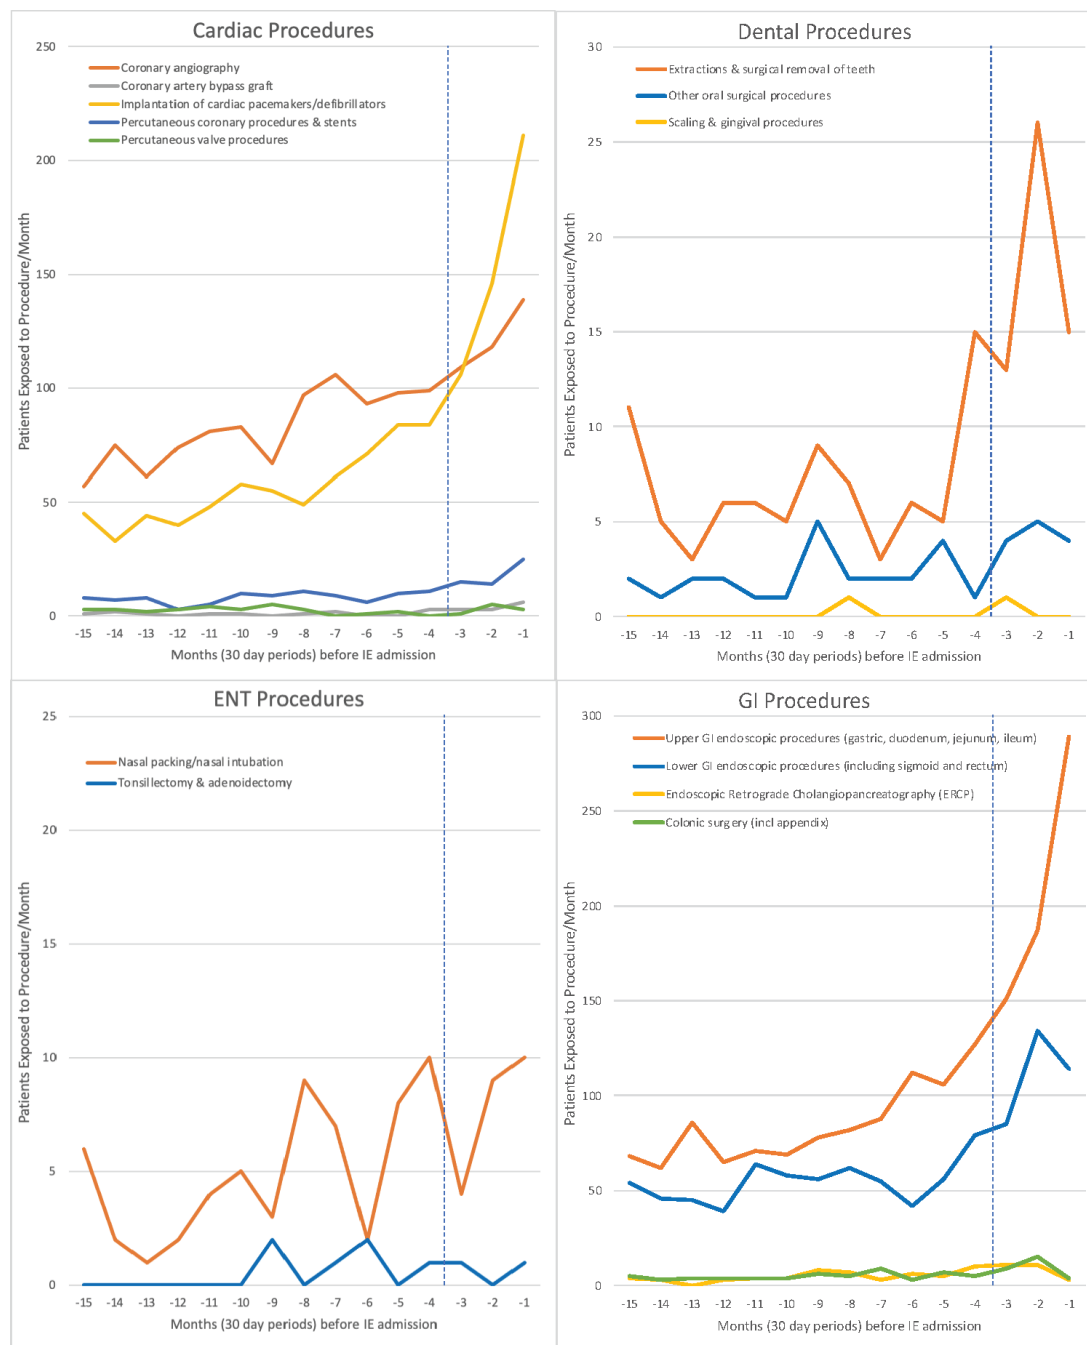 Cardiac Procedures
250
200
150
100
50
0
Patients Exposed to Procedure/Month
Coronary angiography
Coronary artery bypass graft
Implantation of cardiac pacemakers/defibrillators
Percutaneous coronary procedures & stents
Percutaneous valve procedures
-15 -14 -13 -12 -11 -10 -9 -8 -7 -6 -5 -4 -3 -2 -1
Months (30 day periods) before IE admission
Dental Procedures
30
25
20
15
10
5
0
Patients Exposed to Procedure/Month
Extractions & surgical removal of teeth
Other oral surgical procedures
Scaling & gingival procedures
-15 -14 -13 -12 -11 -10 -9 -8 -7 -6 -5 -4 -3 -2 -1
Months (30 day periods) before IE admission
ENT Procedures
25
20
15
10
5
0
Patients Exposed to Procedure/Month
Nasal packing/nasal intubation
Tonsillectomy & adenoidectomy
-15 -14 -13 -12 -11 -10 -9 -8 -7 -6 -5 -4 -3 -2 -1
Months (30 day periods) before IE admission
GI Procedures
300
250
200
150
100
50
0
Patients Exposed to Procedure/Month
Upper GI endoscopic procedures (gastric, duodenum, jejunum, ileum)
Lower GI endoscopic procedures (including sigmoid and rectum)
Endoscopic Retrograde Cholangiopancreatography (ERCP)
Colonic surgery (incl appendix)
-15 -14 -13 -12 -11 -10 -9 -8 -7 -6 -5 -4 -3 -2 -1
Months (30 day periods) before IE admission